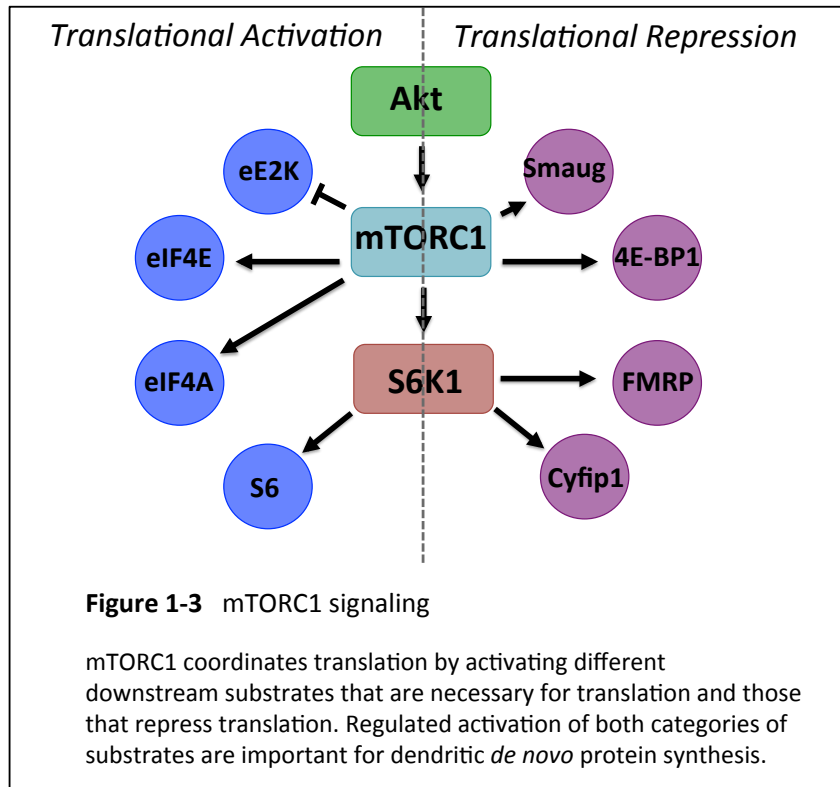 Translational Activation
Translational Repression
Akt
eE2K
Smaug
mTORC1
eIF4E
4E-BP1
eIF4A
S6K1
FMRP
S6
Cyfip1
Figure 1-3 mTORC1 signaling
mTORC1 coordinates translation by activating different
downstream substrates that are necessary for translation and those
that repress translation. Regulated activation of both categories of
substrates are important for dendritic de novo protein synthesis.